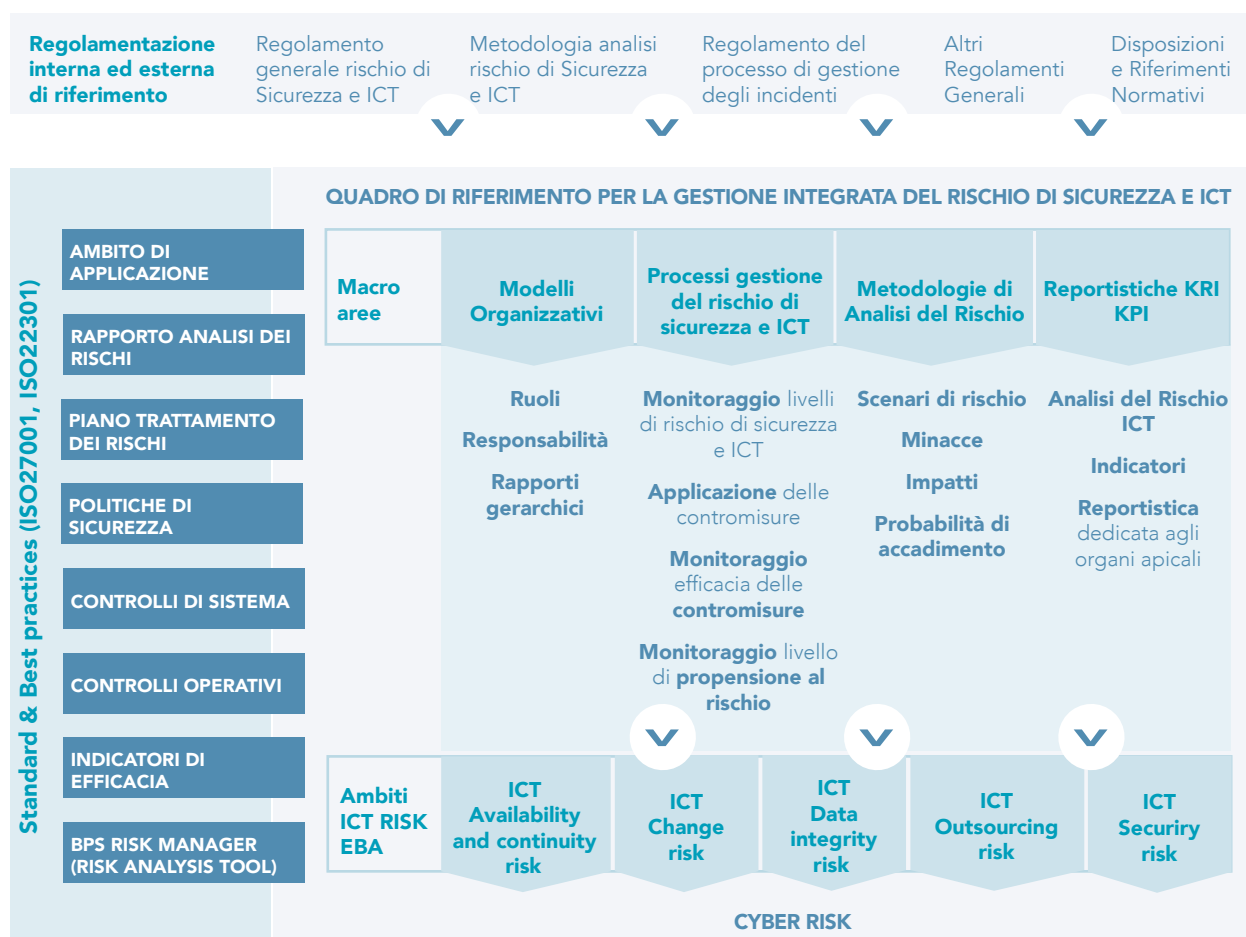 Regolamentazione
interna ed esterna
di riferimento
Regolamento
generale rischio di
Sicurezza e ICT
Metodologia analisi
rischio di Sicurezza
e ICT
Regolamento del
processo di gestione
degli incidenti
Altri
Regolamenti
Generali
Disposizioni
e Riferimenti
Normativi
Standard & Best practices (ISO27001, ISO22301)
AMBITO DI
APPLICAZIONE
RAPPORTO ANALISI DEI
RISCHI
PIANO TRATTAMENTO
DEI RISCHI
POLITICHE DI
SICUREZZA
CONTROLLI DI SISTEMA
CONTROLLI OPERATIVI
INDICATORI DI
EFFICACIA
BPS RISK MANAGER
(RISK ANALYSIS TOOL)
QUADRO DI RIFERIMENTO PER LA GESTIONE INTEGRATA DEL RISCHIO DI SICUREZZA E ICT
Macro
aree
Modelli
Organizzativi
Processi gestione
del rischio di
sicurezza e ICT
Metodologie di
Analisi del Rischio
Reportistiche KRI
KPI
Ruoli
Responsabilità
Rapporti
gerarchici
Monitoraggio livelli
di rischio di sicurezza
e ICT
Applicazione delle
contromisure
Monitoraggio
efficacia delle
contromisure
Monitoraggio livello
di propensione al
rischio
Scenari di rischio
Minacce
Impatti
Probabilità di
accadimento
Analisi del Rischio
ICT
Indicatori
Reportistica
dedicata agli
organi apicali
Ambiti
ICT RISK
EBA
ICT
Availability
and continuity
risk
ICT
Change
risk
ICT
Data
integrity
risk
ICT
Outsourcing
risk
ICT
Securiry
risk
CYBER RISK